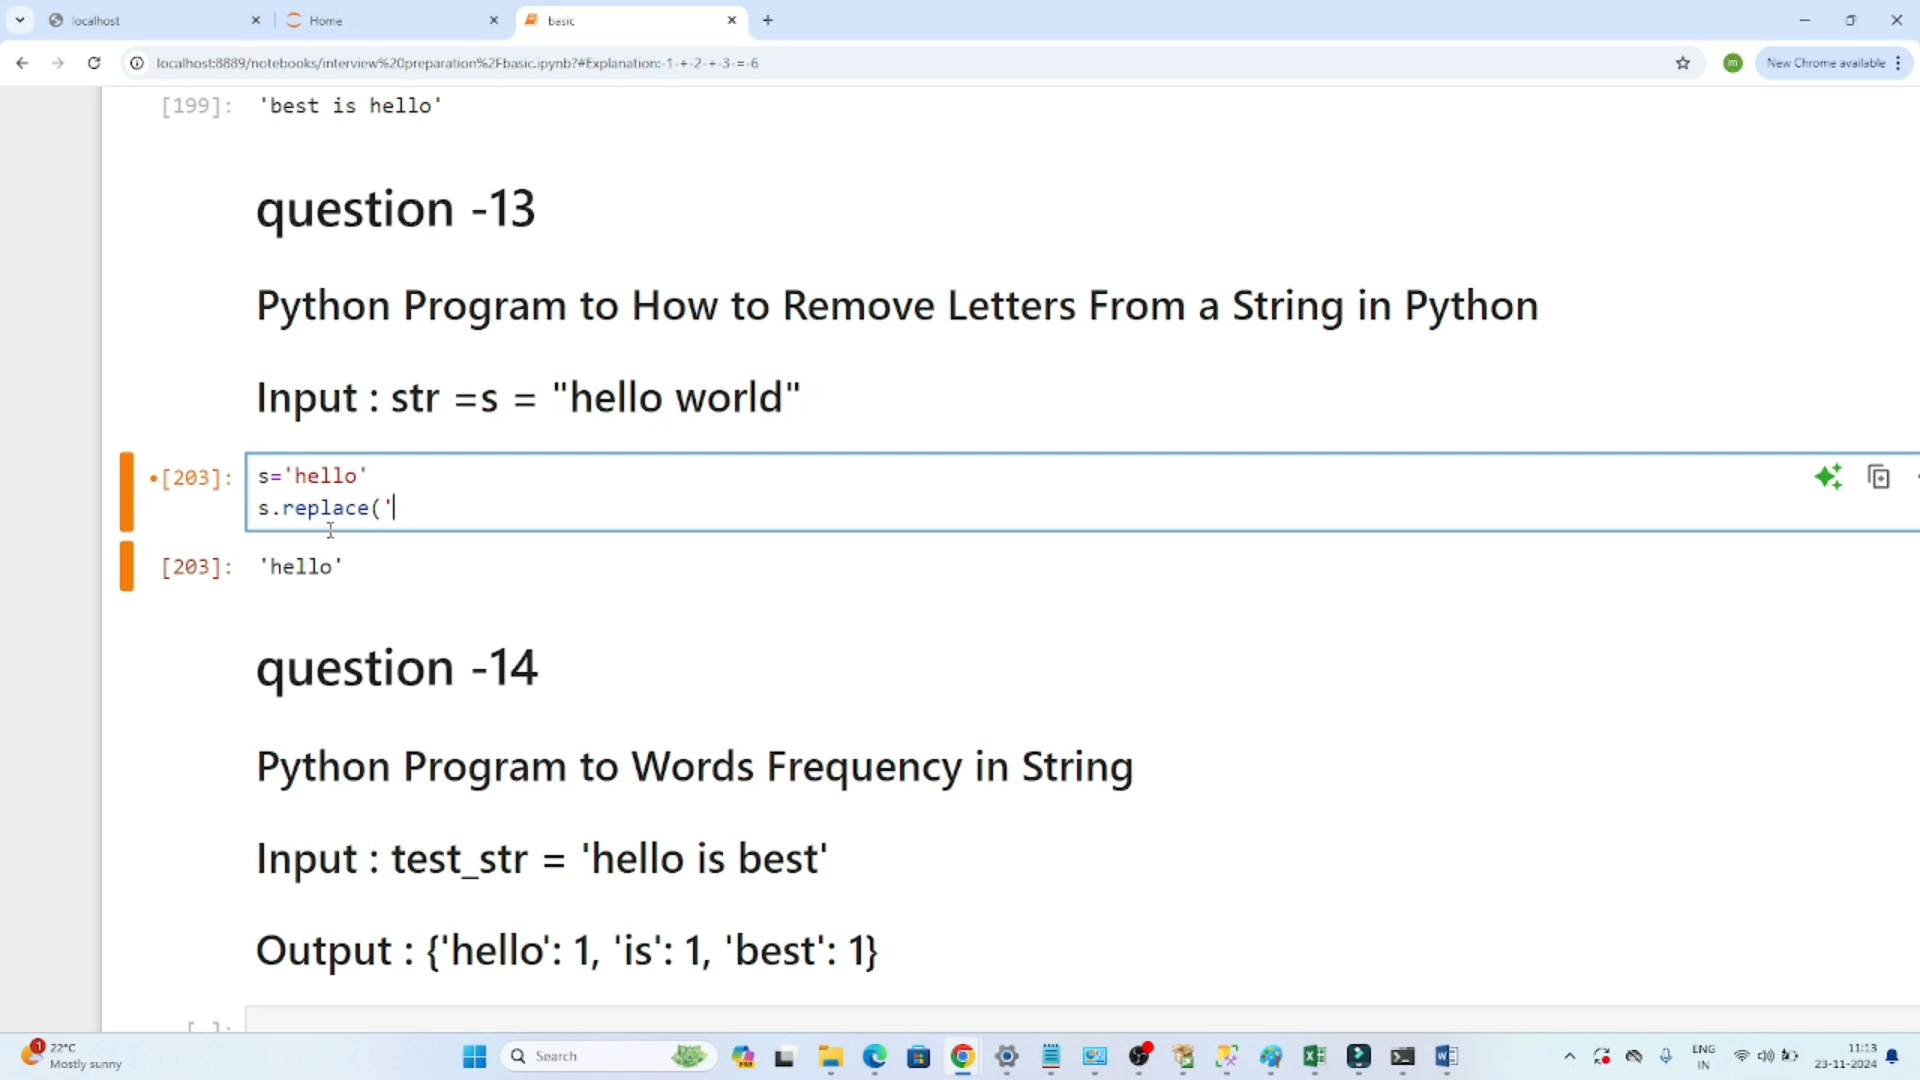 localhost
Home
basic
localhost:8889/notebooks/interview%20preparation%2Fbasic.ipynb?#Explanation:-1-+-2-+-3-=-6
m
New Chrome available
[199]: 'best is hello'
question -13
Python Program to How to Remove Letters From a String in Python
Input : str =s = "hello world"
•[203]: s='hello'
s.replace('
[203]: 'hello'
question -14
Python Program to Words Frequency in String
Input : test_str = 'hello is best'
Output : {'hello': 1, 'is': 1, 'best': 1}
[ ]:
1
22°C
Mostly sunny
Search
ENG
IN
11:13
23-11-2024